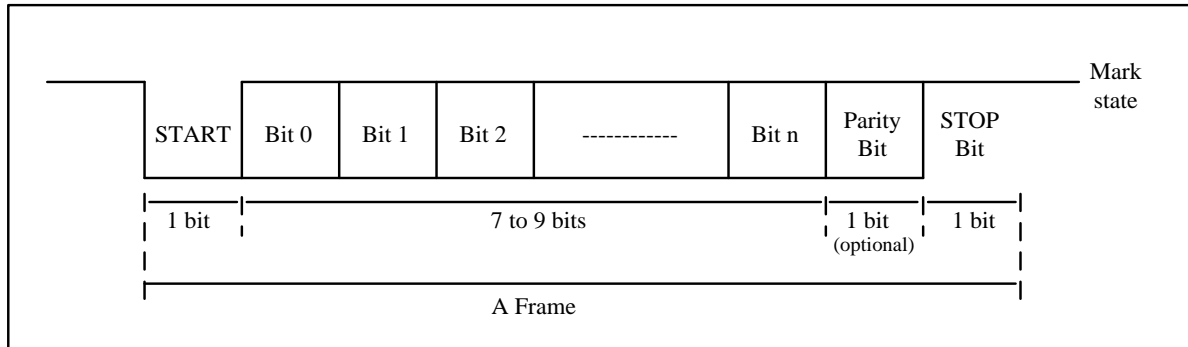 Mark
state
START
Bit 0
Bit 1
Bit 2
------------
Bit n
Parity
Bit
STOP
Bit
1 bit
7 to 9 bits
1 bit
(optional)
1 bit
A Frame